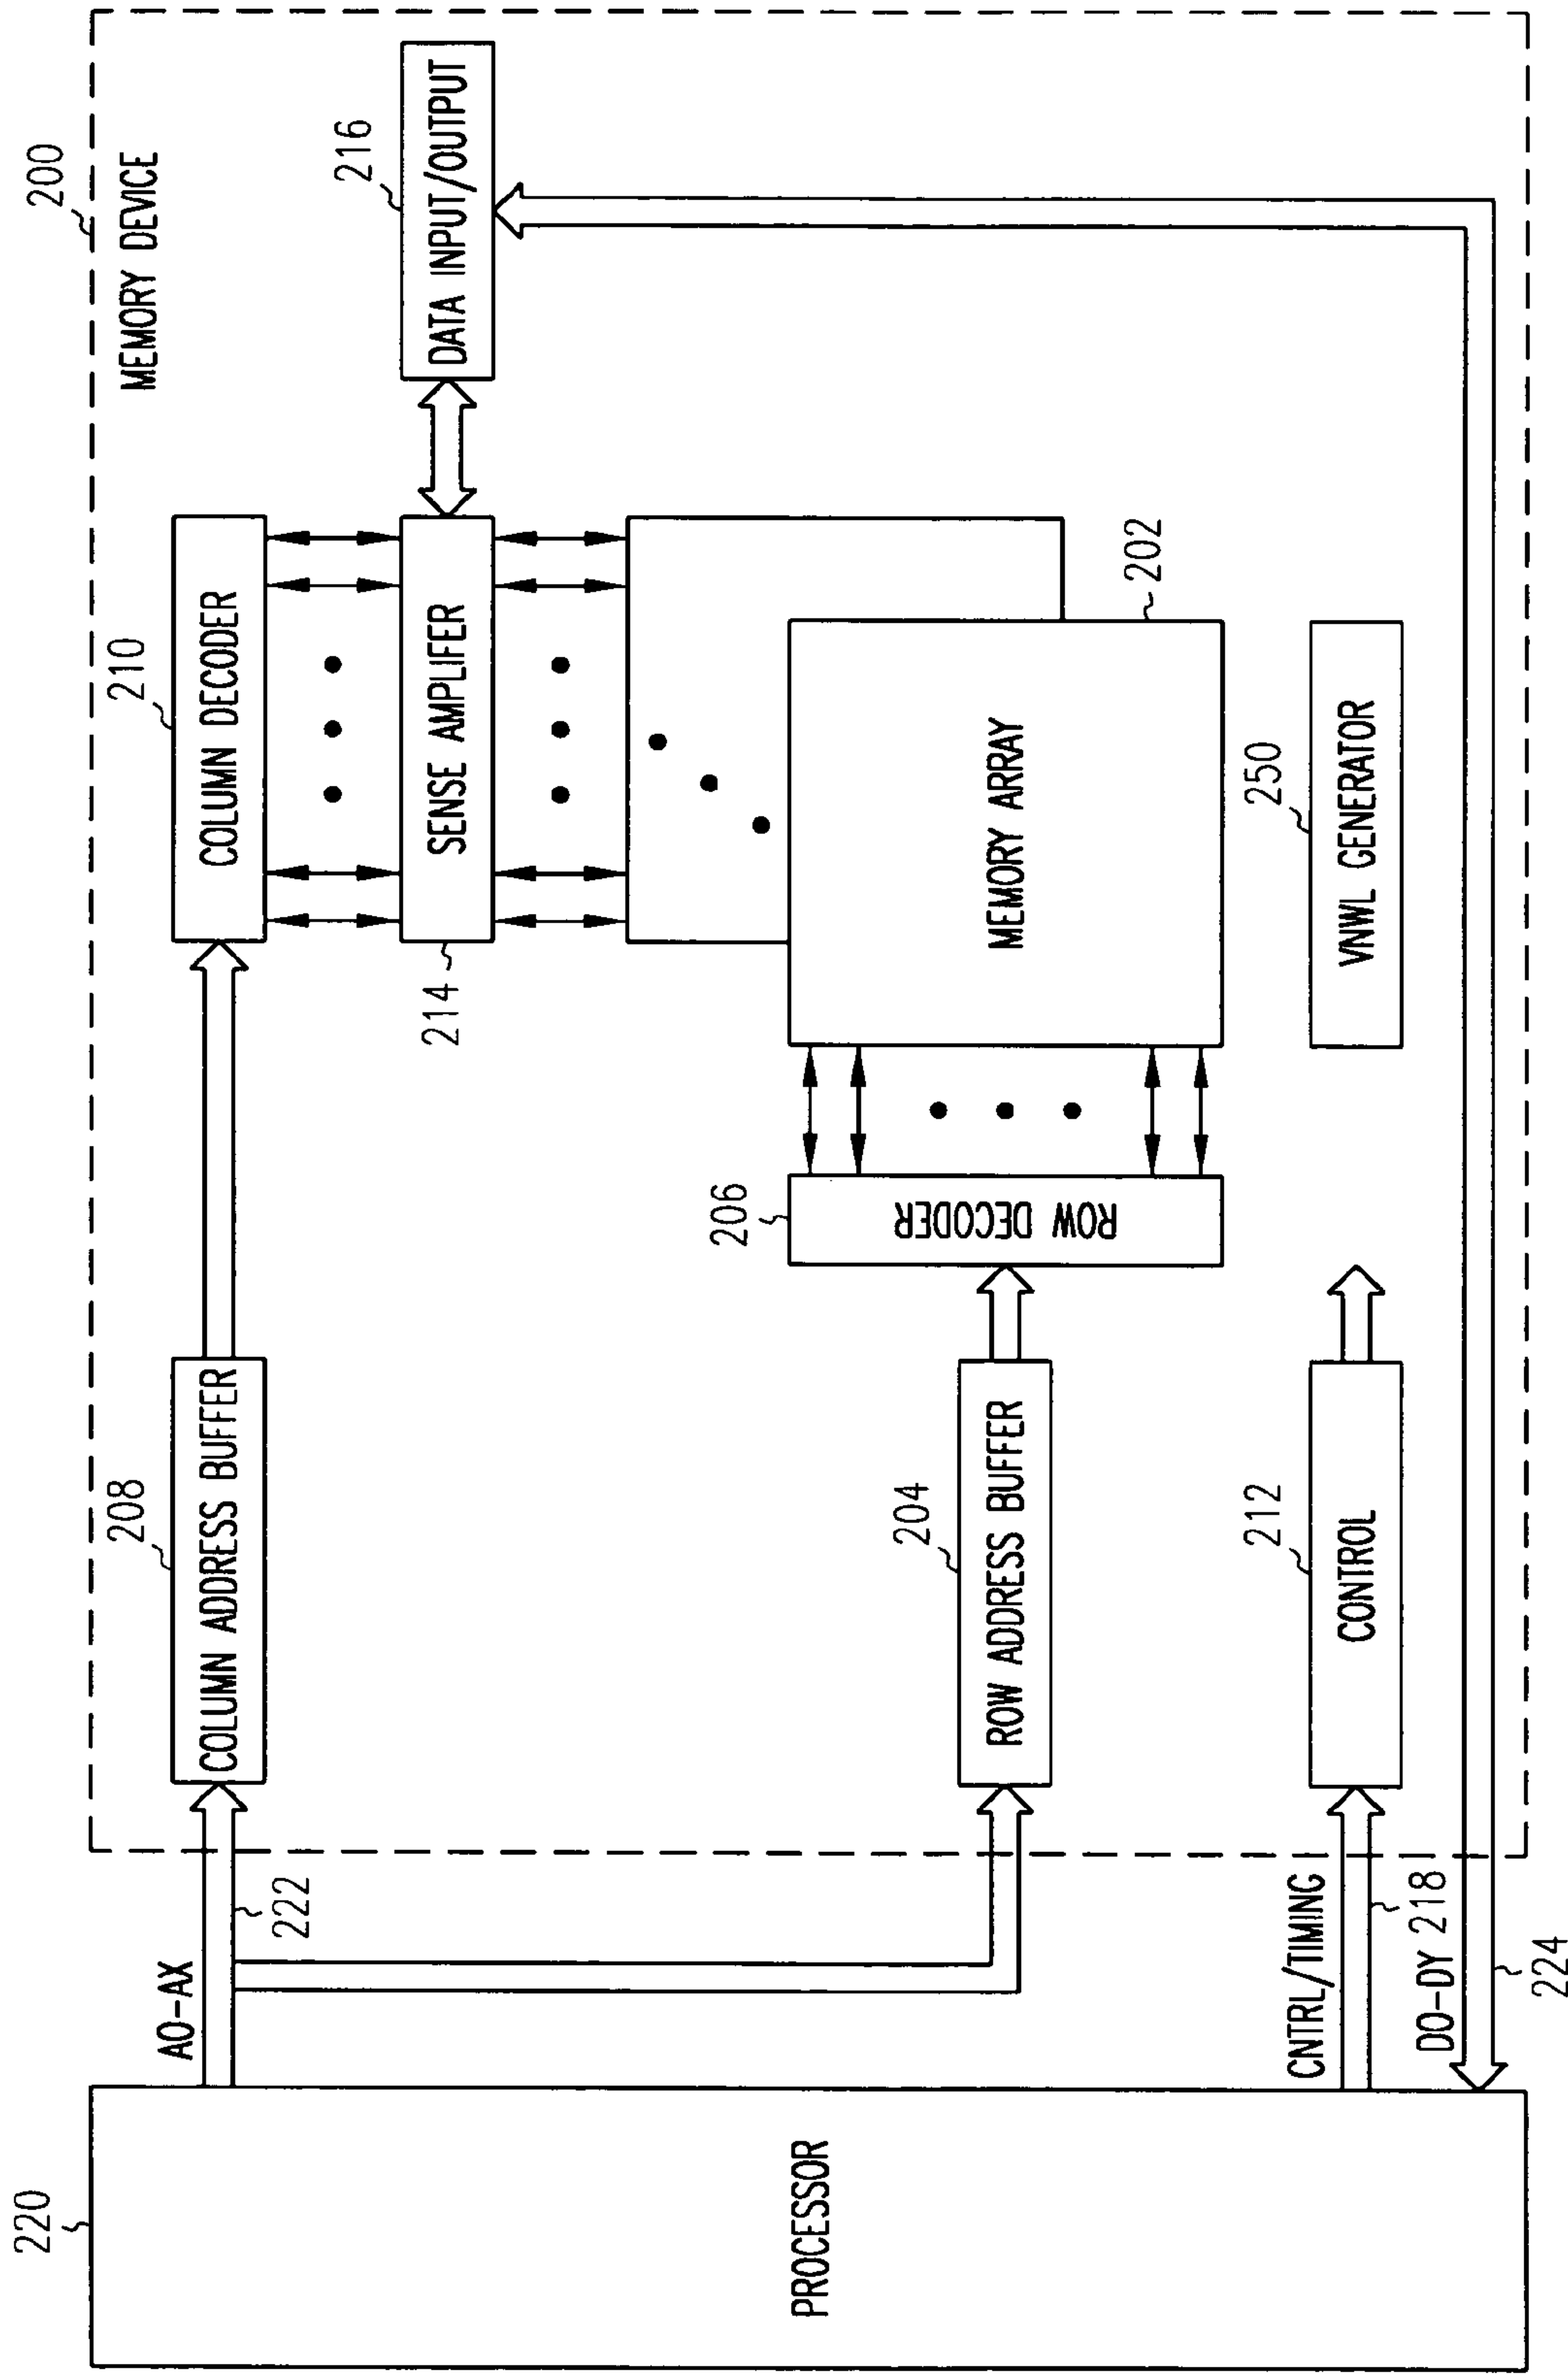 200
MEMORY DEVICE
220
PROCESSOR
A0-AX
222
208
COLUMN ADDRESS BUFFER
210
COLUMN DECODER
214
SENSE AMPLIFER
216
DATA INPUT/OUTPUT
204
ROW ADDRESS BUFFER
206
ROW DECODER
MEMORY ARRAY
202
CNTRL/TIMING
218
212
CONTROL
250
VNWL GENERATOR
DO-DY
224